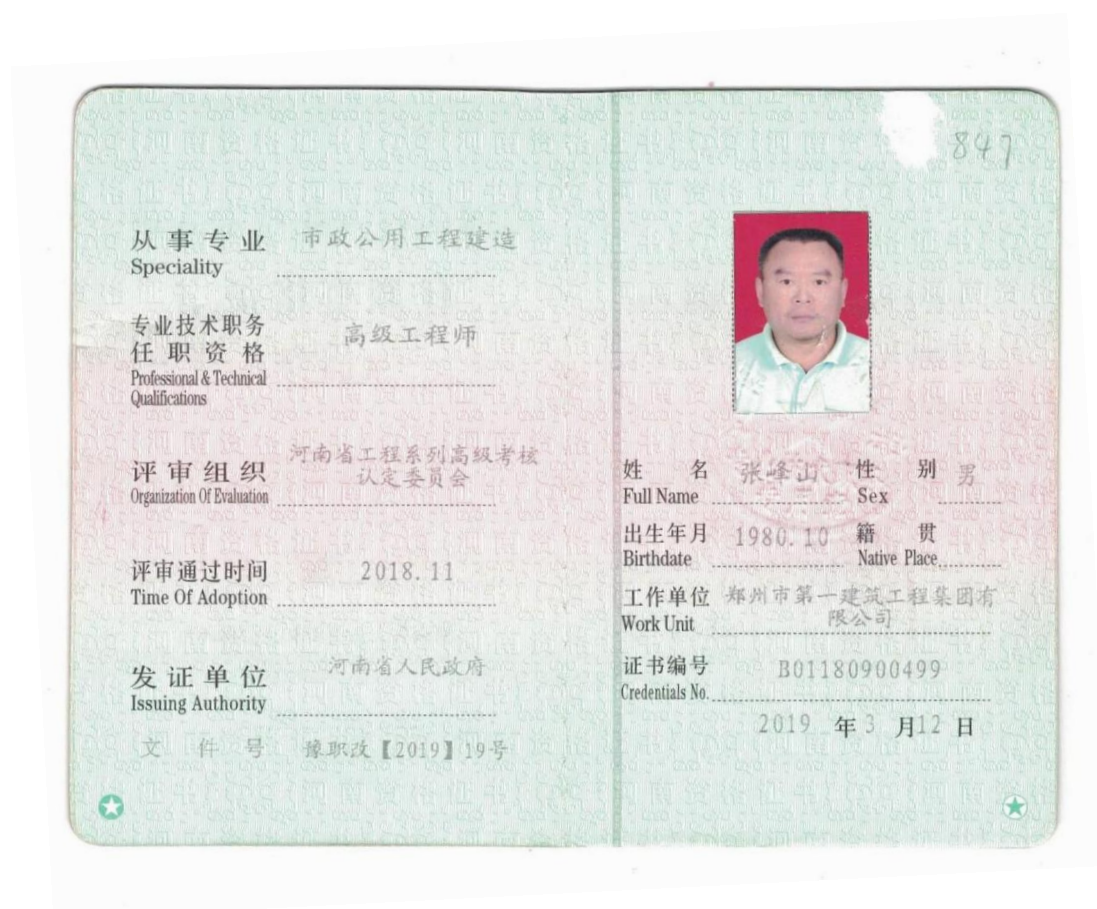 从事专业 市政公用工程建造
Speciality
专业技术职务 高级工程师
任职资格
Professional & Technical
Qualifications
评审组织 河南省工程系列高级考核
认定委员会
Organization Of Evaluation
评审通过时间 2018.11
Time Of Adoption
发证单位 河南省人民政府
Issuing Authority
文件号 豫职改【2019】19号
847
姓名 张峰山 性别 男
Full Name Sex
出生年月 1980.10 籍贯
Birthdate Native Place
工作单位 郑州市第一建筑工程集团有
限公司
Work Unit
证书编号 B01180900499
Credentials No.
2019 年 3 月 12 日